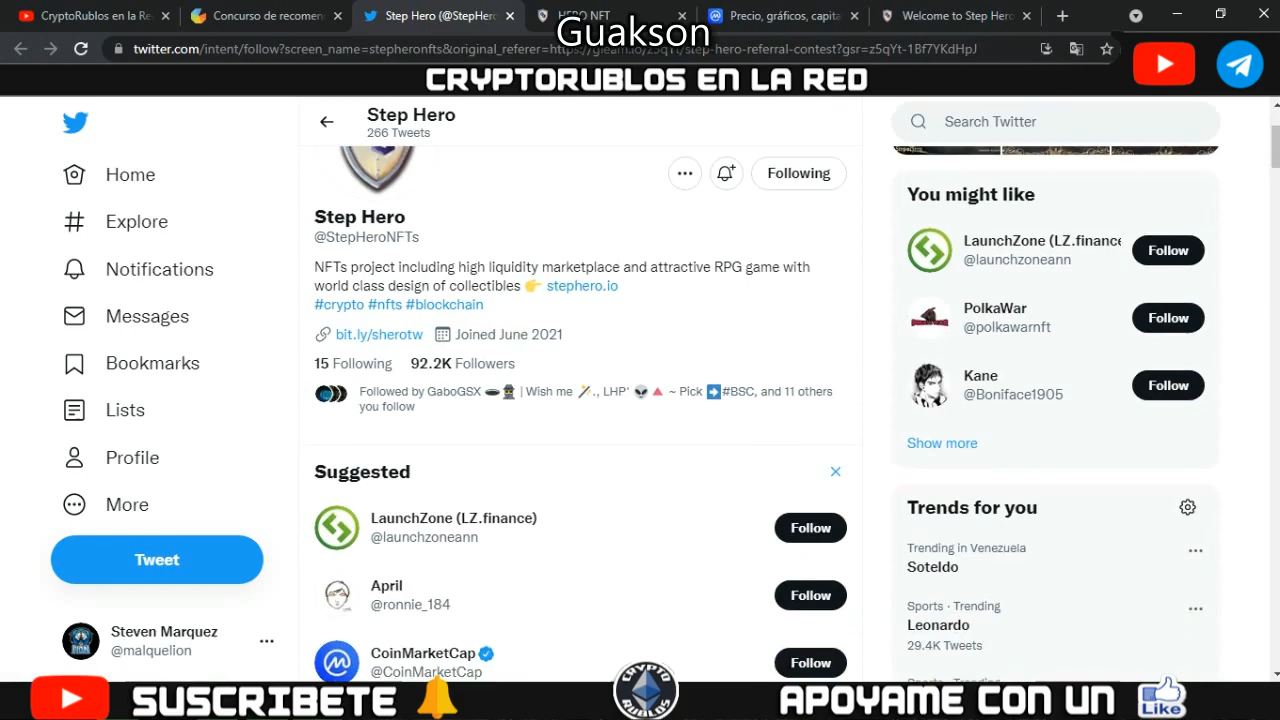 CryptoRublos en la Re
Concurso de recomen
Step Hero (@StepHero
HERO NFT
Precio, gráficos, capita
Welcome to Step Hero
Guakson
twitter.com/intent/follow?screen_name=stepheronfts&original_referer=https://gleam.io/z5qYt/step-hero-referral-contest?gsr=z5qYt-1Bf7YKdHpJ
CRYPTORUBLOS EN LA RED
Home
Explore
Notifications
Messages
Bookmarks
Lists
Profile
More
Tweet
Steven Marquez
@malquelion
Step Hero
266 Tweets
Following
Step Hero
@StepHeroNFTs
NFTs project including high liquidity marketplace and attractive RPG game with
world class design of collectibles 👉 stephero.io
#crypto #nfts #blockchain
bit.ly/sherotw Joined June 2021
15 Following 92.2K Followers
Followed by GaboGSX 🕳️🕵️ | Wish me 🪄., LHP' 👽🔺 ~ Pick ➡️#BSC, and 11 others
you follow
Suggested
LaunchZone (LZ.finance)
@launchzoneann
Follow
April
@ronnie_184
Follow
CoinMarketCap
@CoinMarketCap
Follow
Search Twitter
You might like
LaunchZone (LZ.finance
@launchzoneann
Follow
PolkaWar
@polkawarnft
Follow
Kane
@Boniface1905
Follow
Show more
Trends for you
Trending in Venezuela
Soteldo
Sports · Trending
Leonardo
29.4K Tweets
SUSCRIBETE
CRYPTO
RUBLOS
APOYAME CON UN
Like